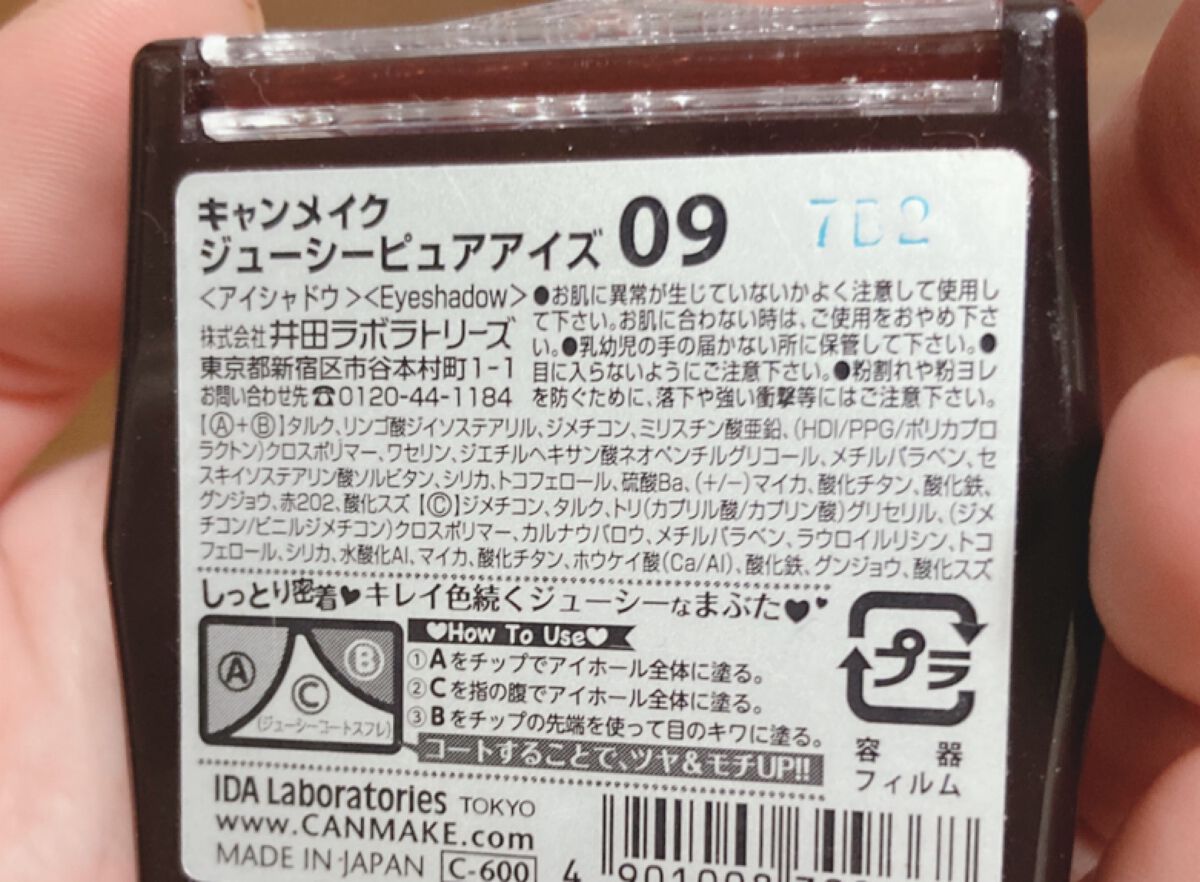 キャンメイク
ジューシーピュアアイズ 09
7B2
<アイシャドウ><Eyeshadow>
株式会社 井田ラボラトリーズ
東京都新宿区市谷本村町1-1
お問い合わせ先 ☎0120-44-1184
●お肌に異常が生じていないかよく注意して使用し
て下さい。お肌に合わない時は、ご使用をおやめ下さ
い。●乳幼児の手の届かない所に保管して下さい。●
目に入らないようにご注意下さい。●粉割れや粉ヨレ
を防ぐために、落下や強い衝撃等にはご注意下さい。
【Ⓐ+Ⓑ】タルク、リンゴ酸ジイソステアリル、ジメチコン、ミリスチン酸亜鉛、(HDI/PPG/ポリカプロ
ラクトン)クロスポリマー、ワセリン、ジエチルヘキサン酸ネオペンチルグリコール、メチルパラベン、セ
スキイソステアリン酸ソルビタン、シリカ、トコフェロール、硫酸Ba、(+/−)マイカ、酸化チタン、酸化鉄、
グンジョウ、赤202、酸化スズ【Ⓒ】ジメチコン、タルク、トリ(カプリル酸/カプリン酸)グリセリル、(ジメ
チコン/ビニルジメチコン)クロスポリマー、カルナウバロウ、メチルパラベン、ラウロイルリシン、トコ
フェロール、シリカ、水酸化Al、マイカ、酸化チタン、ホウケイ酸(Ca/Al)、酸化鉄、グンジョウ、酸化スズ
しっとり密着♥キレイ色続くジューシーなまぶた♥♥
Ⓐ
Ⓑ
Ⓒ
(ジューシーコートスフレ)
♥How To Use♥
①Aをチップでアイホール全体に塗る。
②Cを指の腹でアイホール全体に塗る。
③Bをチップの先端を使って目のキワに塗る。
コートすることで、ツヤ&モチUP!!
プラ
容器
フィルム
IDA Laboratories TOKYO
www.CANMAKE.com
MADE IN JAPAN C-600
4 901008